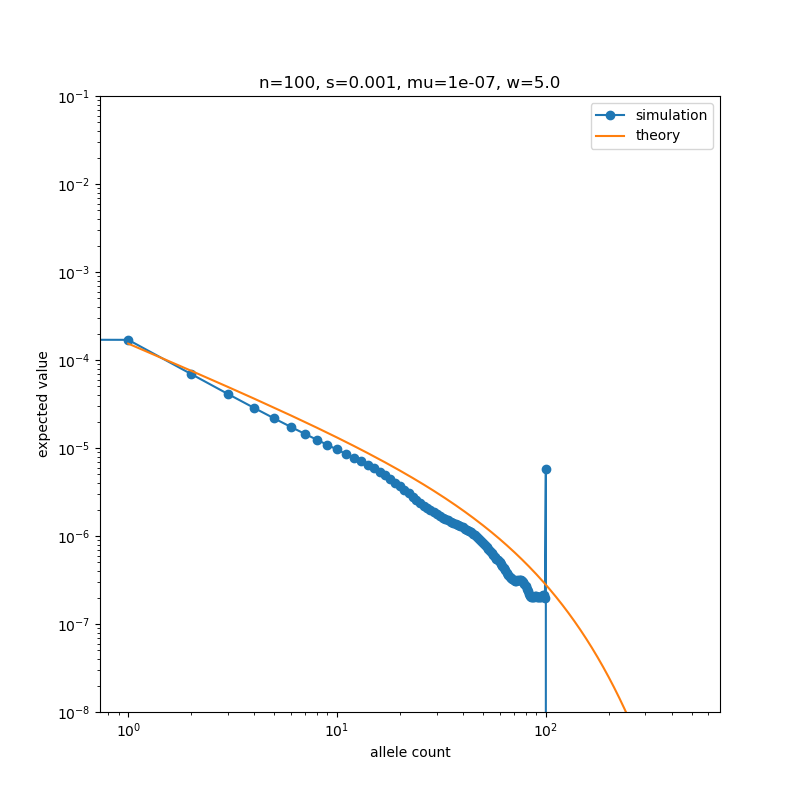 n=100, s=0.001, mu=1e-07, w=5.0
simulation
theory
expected value
10⁻¹
10⁻²
10⁻³
10⁻⁴
10⁻⁵
10⁻⁶
10⁻⁷
10⁻⁸
10⁰ 10¹ 10²
allele count